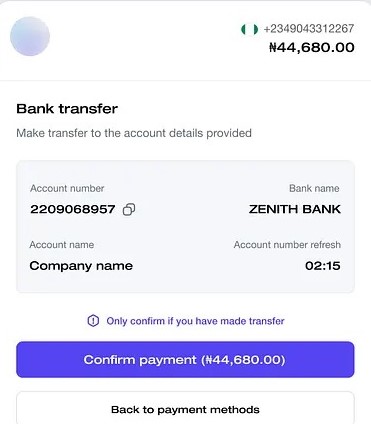 +2349043312267
₦44,680.00
Bank transfer
Make transfer to the account details provided
Account number Bank name
2209068957 ZENITH BANK
Account name Account number refresh
Company name 02:15
Only confirm if you have made transfer
Confirm payment (₦44,680.00)
Back to payment methods